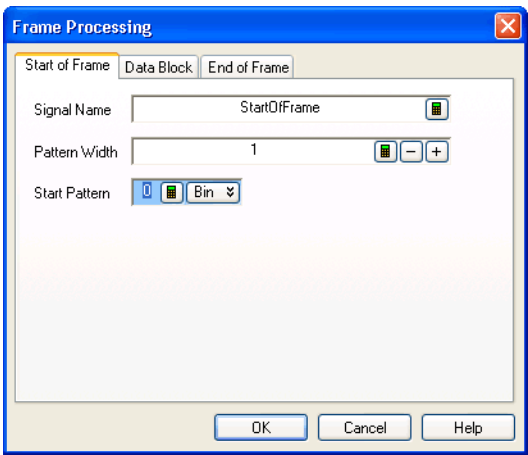 Frame Processing
Start of Frame Data Block End of Frame
Signal Name StartOfFrame
Pattern Width 1 - +
Start Pattern 0 Bin
OK Cancel Help